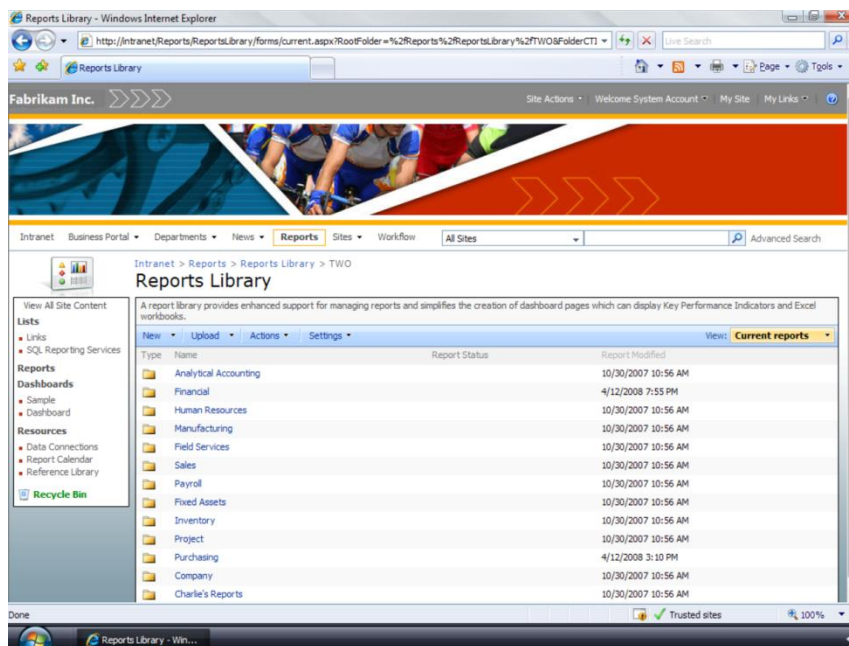 Reports Library - Windows Internet Explorer
http://intranet/Reports/ReportsLibrary/forms/current.aspx?RootFolder=%2fReports%2fReportsLibrary%2fTWO&FolderCTI
Live Search
Reports Library
Page
Tools
Fabrikam Inc.
Site Actions
Welcome System Account
My Site
My Links
Intranet Business Portal Departments News Reports Sites Workflow All Sites Advanced Search
Intranet > Reports > Reports Library > TWO
Reports Library
View All Site Content
Lists
Links
SQL Reporting Services
Reports
Dashboards
Sample
Dashboard
Resources
Data Connections
Report Calendar
Reference Library
Recycle Bin
A report library provides enhanced support for managing reports and simplifies the creation of dashboard pages which can display Key Performance Indicators and Excel
workbooks.
New Upload Actions Settings View: Current reports
Type Name Report Status Report Modified
Analytical Accounting 10/30/2007 10:56 AM
Financial 4/12/2008 7:55 PM
Human Resources 10/30/2007 10:56 AM
Manufacturing 10/30/2007 10:56 AM
Field Services 10/30/2007 10:56 AM
Sales 10/30/2007 10:56 AM
Payroll 10/30/2007 10:56 AM
Fixed Assets 10/30/2007 10:56 AM
Inventory 10/30/2007 10:56 AM
Project 10/30/2007 10:56 AM
Purchasing 4/12/2008 3:10 PM
Company 10/30/2007 10:56 AM
Charlie's Reports 10/30/2007 10:56 AM
Done Trusted sites 100%
Reports Library - Win...